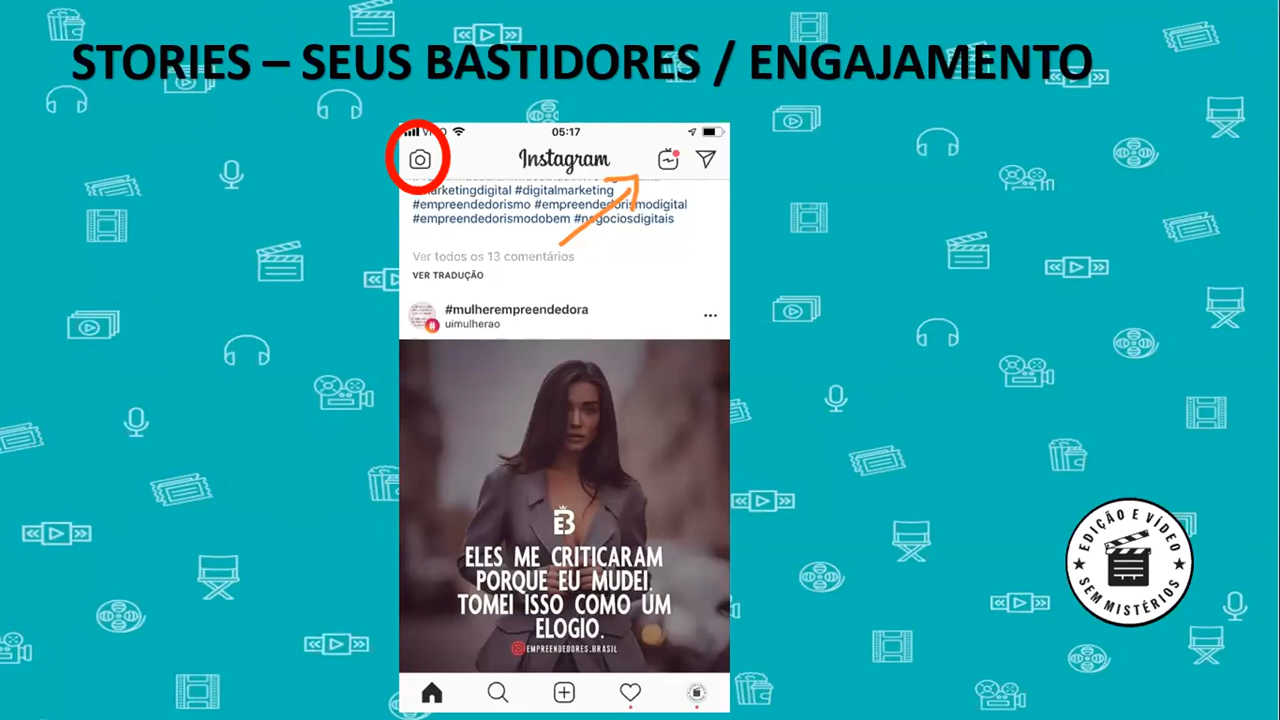 STORIES – SEUS BASTIDORES / ENGAJAMENTO
05:17
Instagram
#marketingdigital #digitalmarketing
#empreendedorismo #empreendedorismodigital
#empreendedorismodobem #negociosdigitais
Ver todos os 13 comentários
VER TRADUÇÃO
#mulherempreendedora
uimulherao
ELES ME CRITICARAM
PORQUE EU MUDEI.
TOMEI ISSO COMO UM
ELOGIO.
EMPREENDEDORES.BRASIL
EDIÇÃO E VÍDEO
SEM MISTÉRIOS